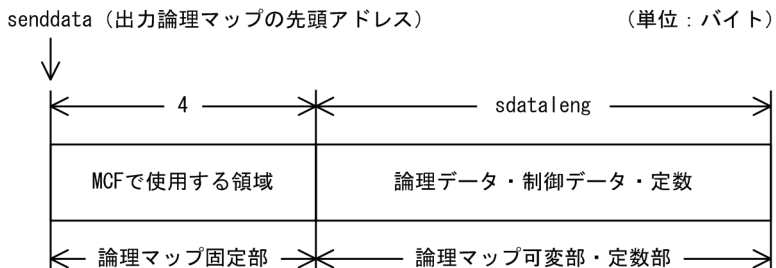 senddata（出力論理マップの先頭アドレス） （単位：バイト）
4 sdataleng
MCFで使用する領域 論理データ・制御データ・定数
論理マップ固定部 論理マップ可変部・定数部